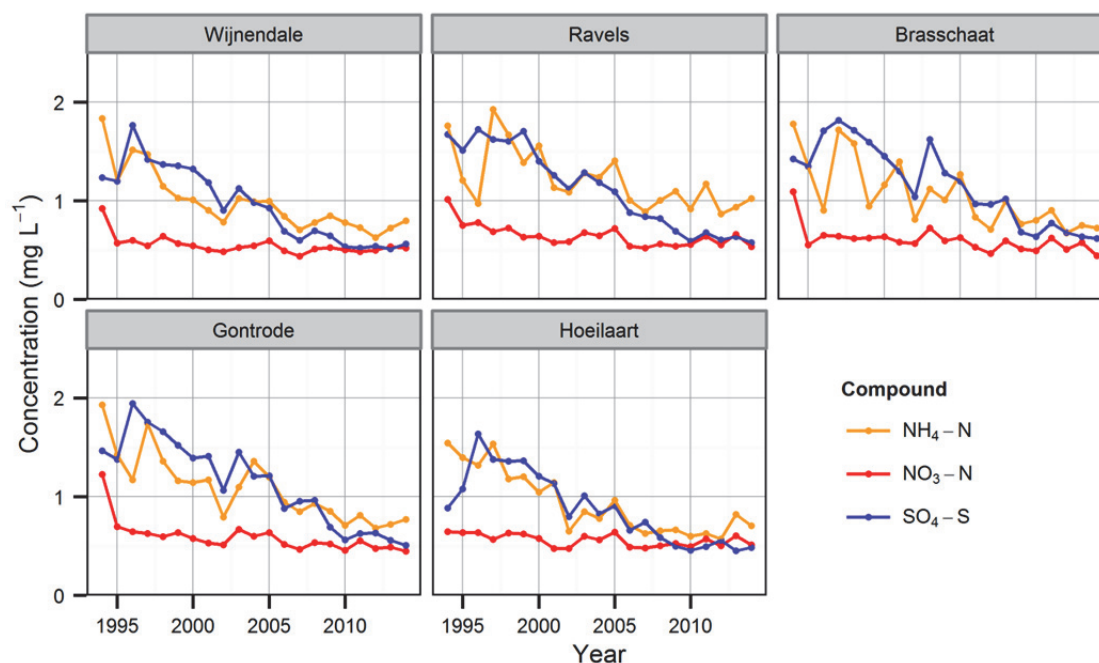 Wijnendale
Ravels
Brasschaat
2
1
0
Gontrode
Hoeilaart
2
1
0
1995 2000 2005 2010
1995 2000 2005 2010
Concentration (mg L⁻¹)
Year
Compound
NH₄ – N
NO₃ – N
SO₄ – S